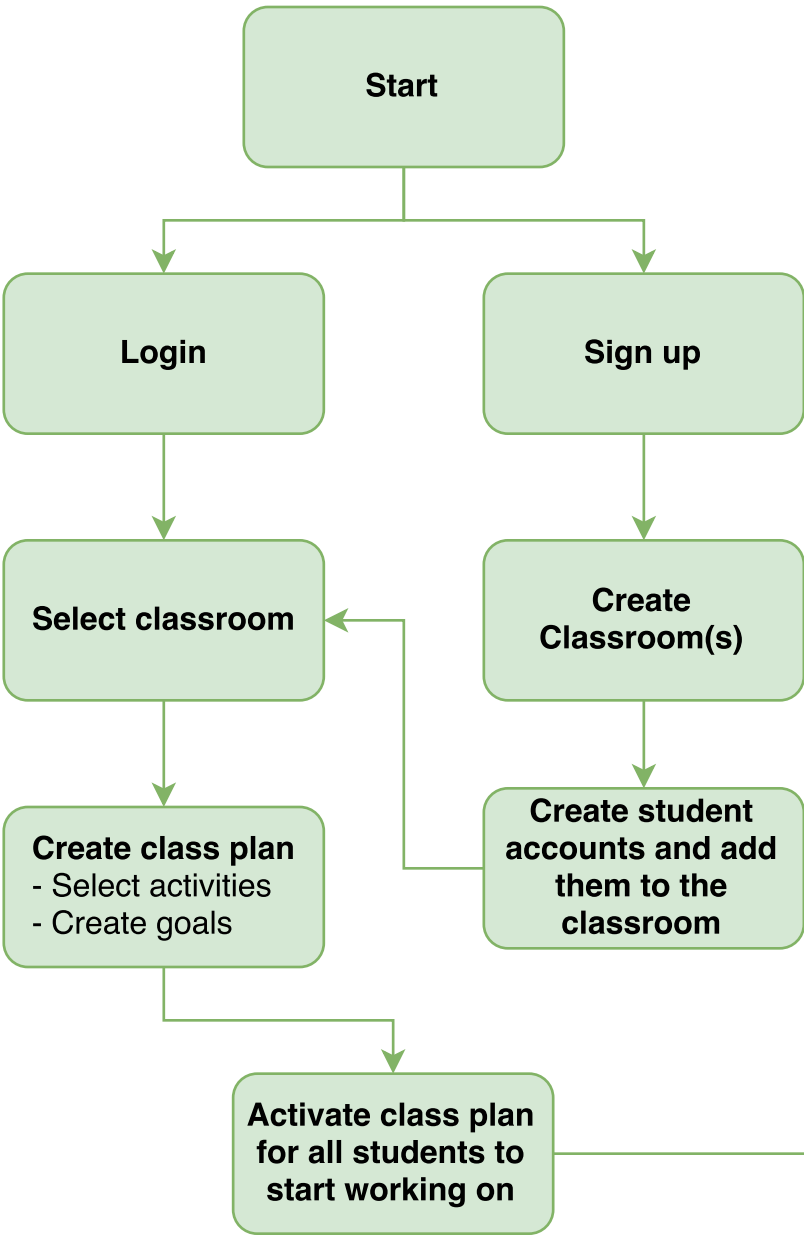 Start
Login
Sign up
Select classroom
Create
Classroom(s)
Create class plan
- Select activities
- Create goals
Create student
accounts and add
them to the
classroom
Activate class plan
for all students to
start working on